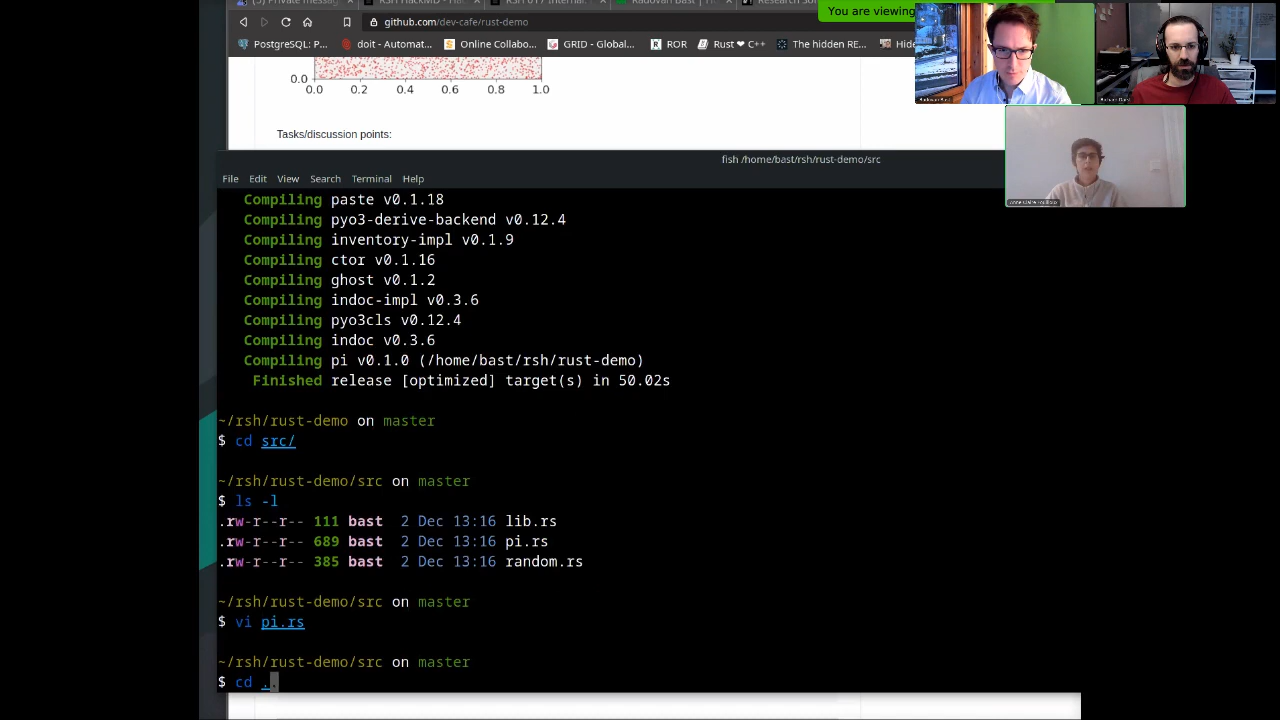 You are viewing
github.com/dev-cafe/rust-demo
PostgreSQL: P... doit - Automat... Online Collabo... GRID - Global... ROR Rust ❤ C++ The hidden RE... Hide
0.0
0.0 0.2 0.4 0.6 0.8 1.0
Tasks/discussion points:
fish /home/bast/rsh/rust-demo/src
File Edit View Search Terminal Help
Compiling paste v0.1.18
Compiling pyo3-derive-backend v0.12.4
Compiling inventory-impl v0.1.9
Compiling ctor v0.1.16
Compiling ghost v0.1.2
Compiling indoc-impl v0.3.6
Compiling pyo3cls v0.12.4
Compiling indoc v0.3.6
Compiling pi v0.1.0 (/home/bast/rsh/rust-demo)
Finished release [optimized] target(s) in 50.02s
~/rsh/rust-demo on master
$ cd src/
~/rsh/rust-demo/src on master
$ ls -l
.rw-r--r-- 111 bast 2 Dec 13:16 lib.rs
.rw-r--r-- 689 bast 2 Dec 13:16 pi.rs
.rw-r--r-- 385 bast 2 Dec 13:16 random.rs
~/rsh/rust-demo/src on master
$ vi pi.rs
~/rsh/rust-demo/src on master
$ cd ..